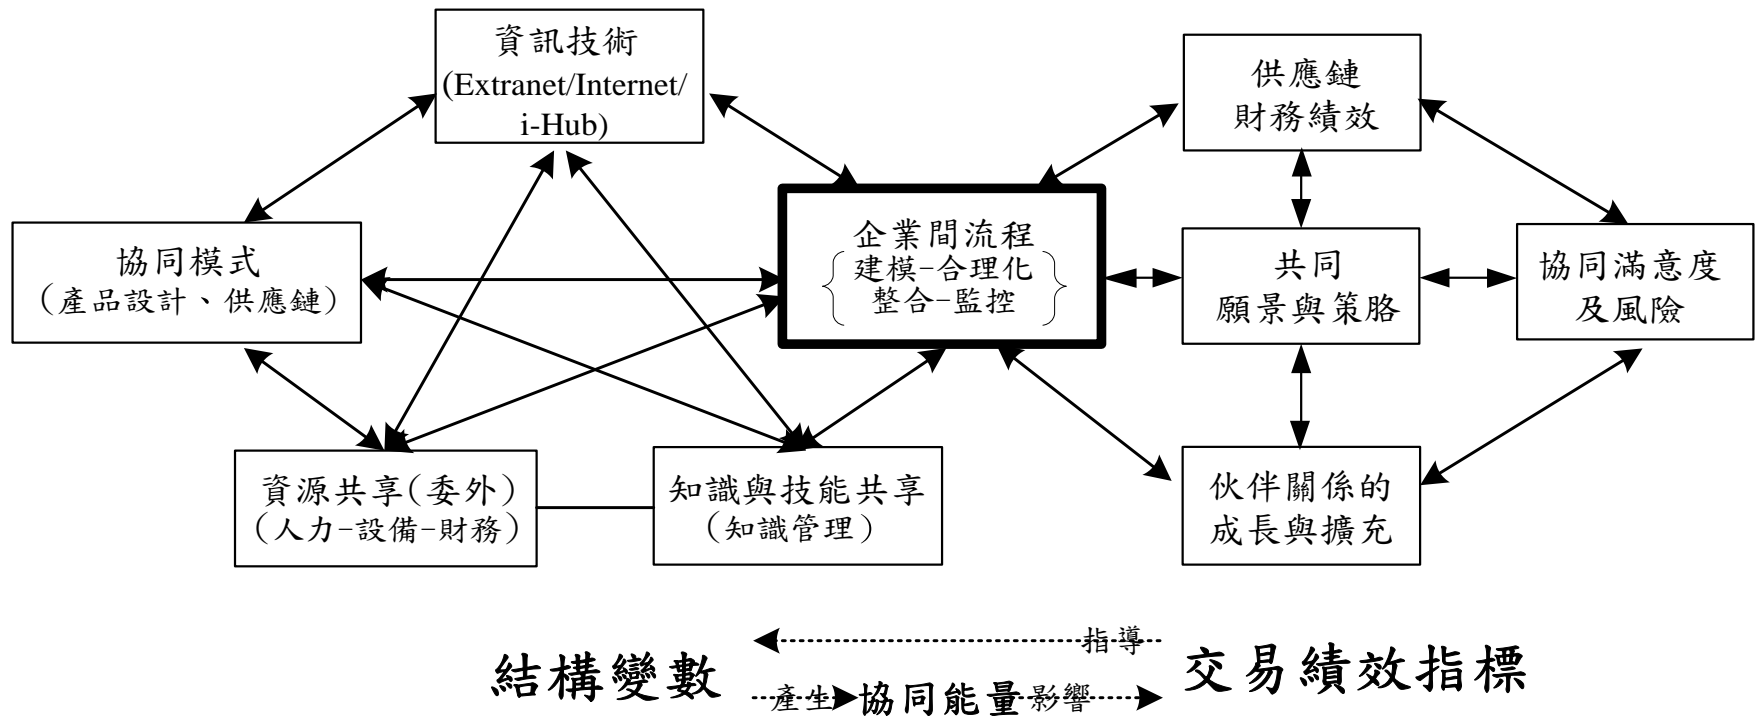 資訊技術
(Extranet/Internet/
i-Hub)
協同模式
(產品設計、供應鏈)
資源共享(委外)
(人力-設備-財務)
知識與技能共享
(知識管理)
企業間流程
建模-合理化
整合-監控
供應鏈
財務績效
共同
願景與策略
協同滿意度
及風險
伙伴關係的
成長與擴充
指導
結構變數
交易績效指標
產生 協同能量 影響